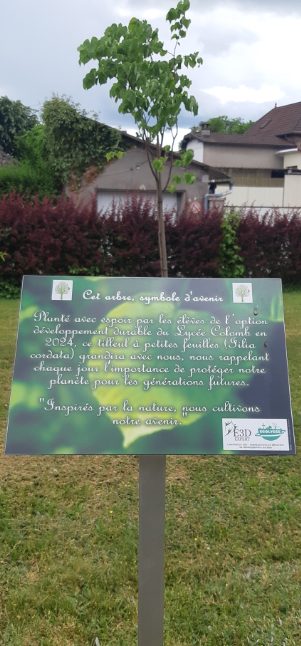 Cet arbre, symbole d'avenir
Planté avec espoir par les élèves de l'option
développement durable du Lycée Colomb en
2024, ce tilleul à petites feuilles (Tilia
cordata) grandira avec nous, nous rappelant
chaque jour l'importance de protéger notre
planète pour les générations futures.
"Inspirés par la nature, nous cultivons
notre avenir."
E3D